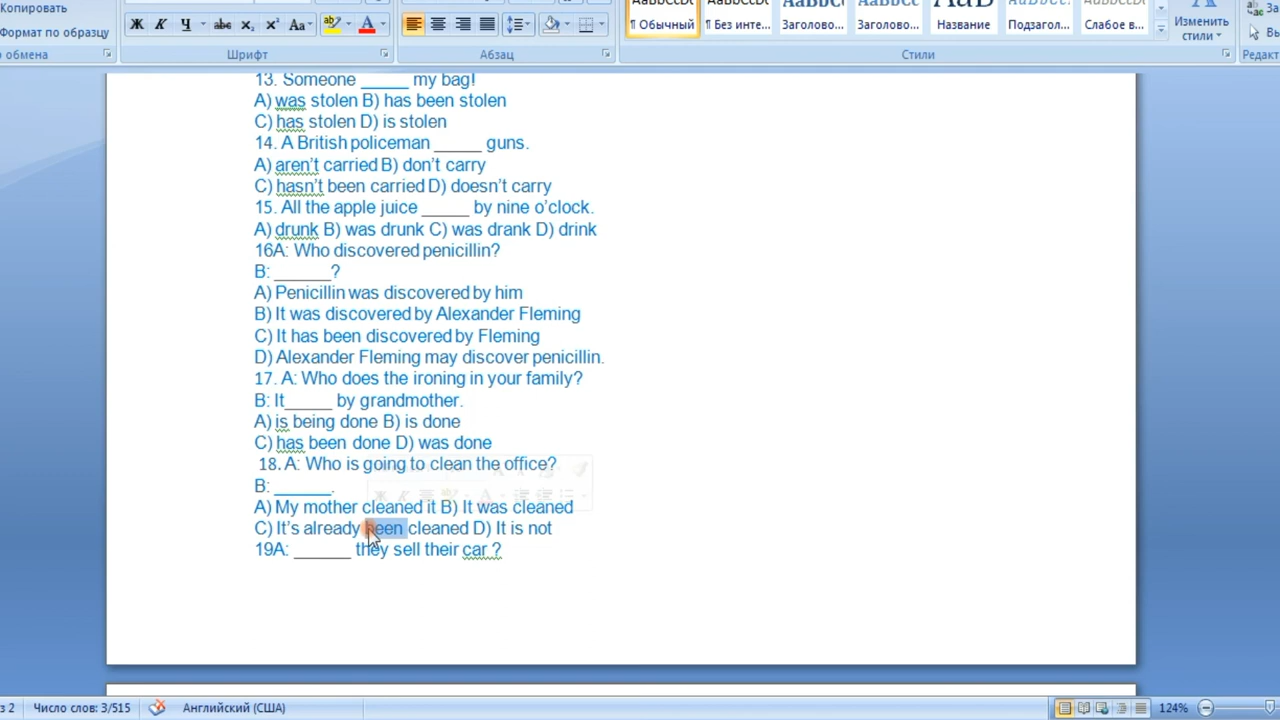 Копировать
Формат по образцу
о обмена
Шрифт
Абзац
¶ Обычный
¶ Без инте...
Заголово...
Заголово...
Название
Подзагол...
Слабое в...
Изменить
стили
Стили
Редакт
13. Someone _____ my bag!
A) was stolen B) has been stolen
C) has stolen D) is stolen
14. A British policeman _____ guns.
A) aren’t carried B) don’t carry
C) hasn’t been carried D) doesn’t carry
15. All the apple juice _____ by nine o’clock.
A) drunk B) was drunk C) was drank D) drink
16A: Who discovered penicillin?
B: ______?
A) Penicillin was discovered by him
B) It was discovered by Alexander Fleming
C) It has been discovered by Fleming
D) Alexander Fleming may discover penicillin.
17. A: Who does the ironing in your family?
B: It_____ by grandmother.
A) is being done B) is done
C) has been done D) was done
18. A: Who is going to clean the office?
B: ______.
A) My mother cleaned it B) It was cleaned
C) It’s already been cleaned D) It is not
19A: ______ they sell their car ?
з 2 Число слов: 3/515 Английский (США) 124%